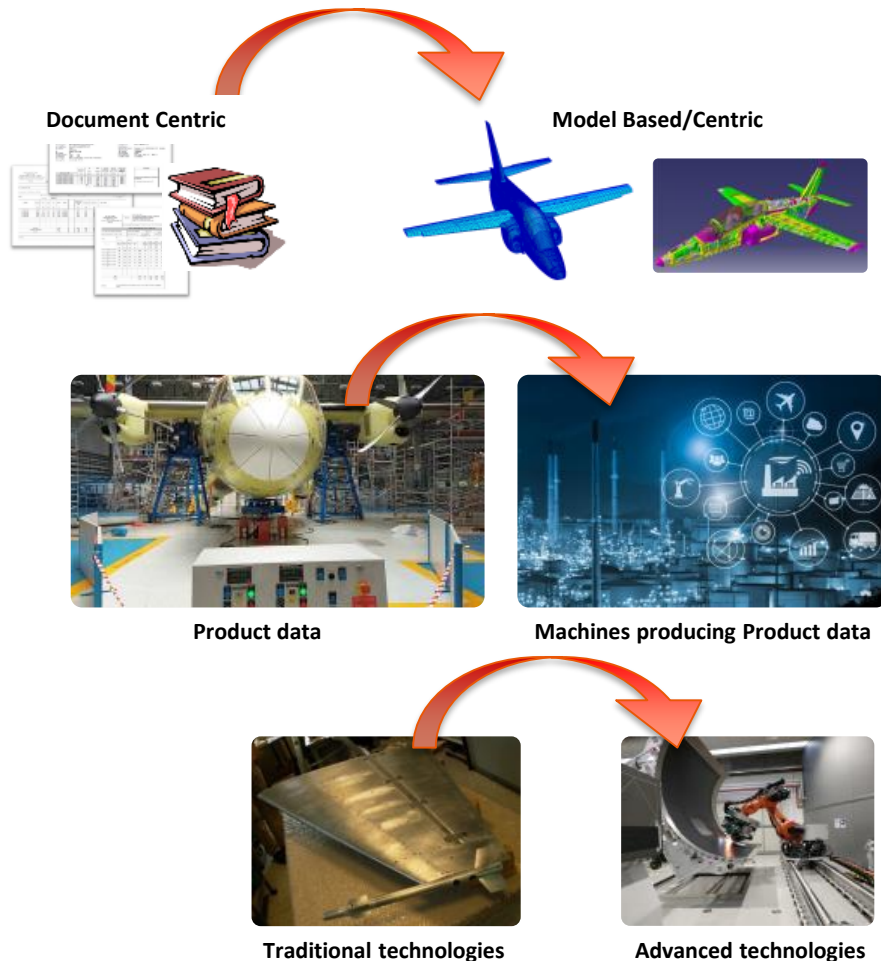 Document Centric
Model Based/Centric
Product data
Machines producing Product data
Traditional technologies
Advanced technologies